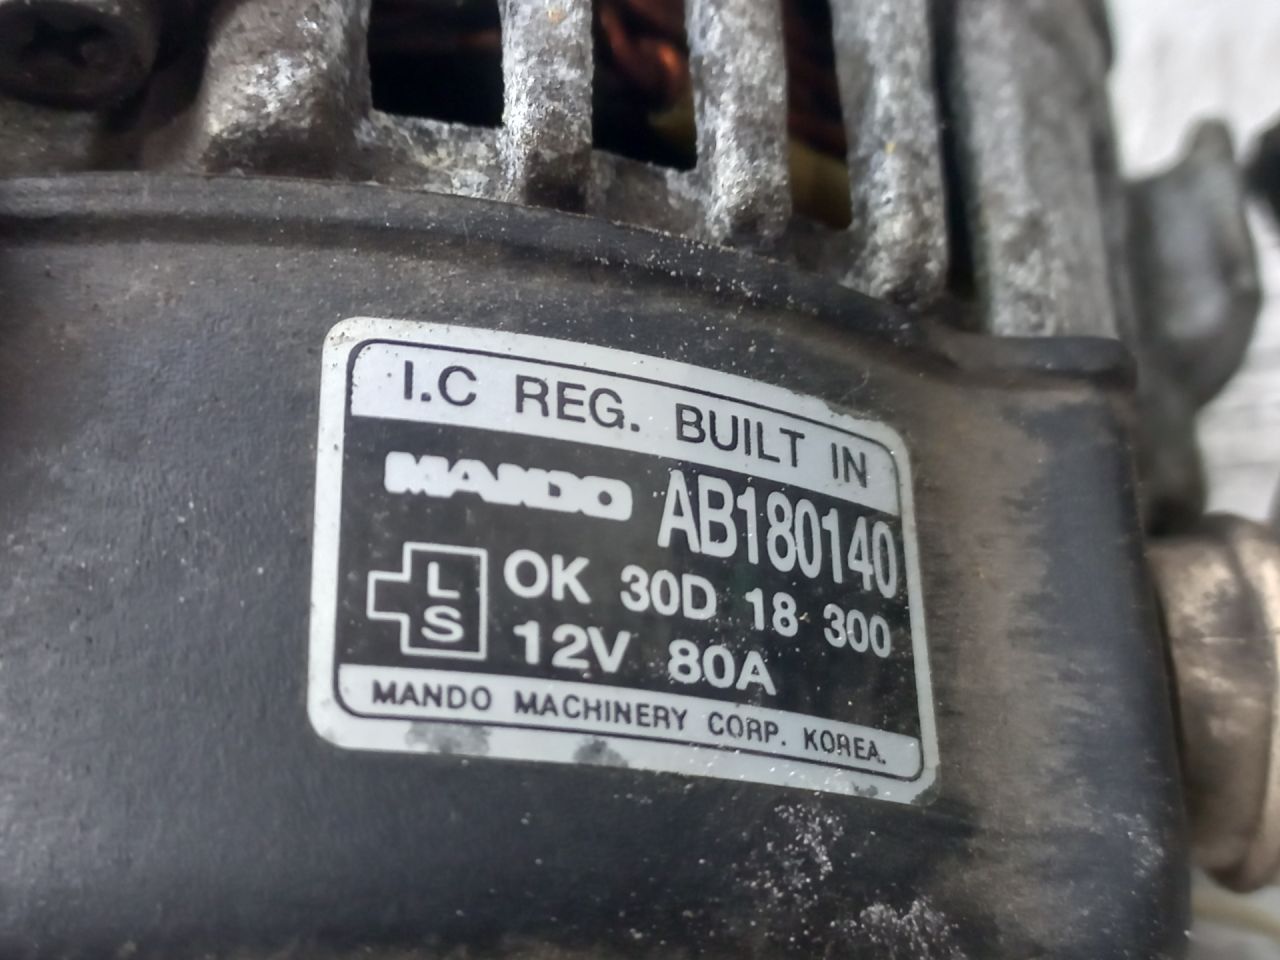 I.C REG. BUILT IN
MANDO AB180140
L OK 30D 18 300
S 12V 80A
MANDO MACHINERY CORP. KOREA.